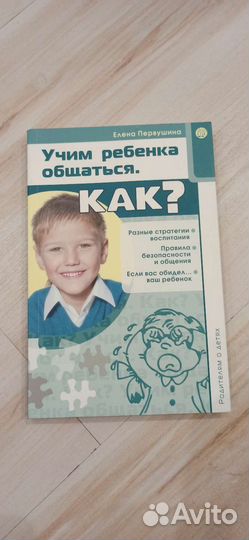 Елена Первушина
Учим ребенка
общаться.
КАК?
Разные стратегии
воспитания
Правила
безопасности
и общения
Если вас обидел...
ваш ребенок
Родителям о детях
Avito